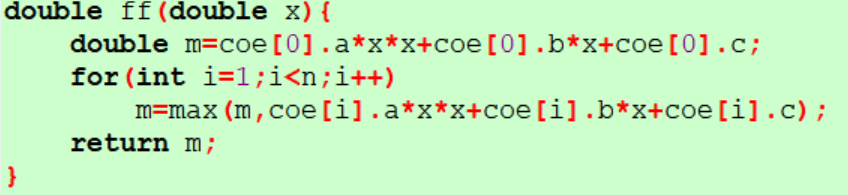 double ff(double x){
    double m=coe[0].a*x*x+coe[0].b*x+coe[0].c;
    for(int i=1;i<n;i++)
        m=max(m,coe[i].a*x*x+coe[i].b*x+coe[i].c);
    return m;
}